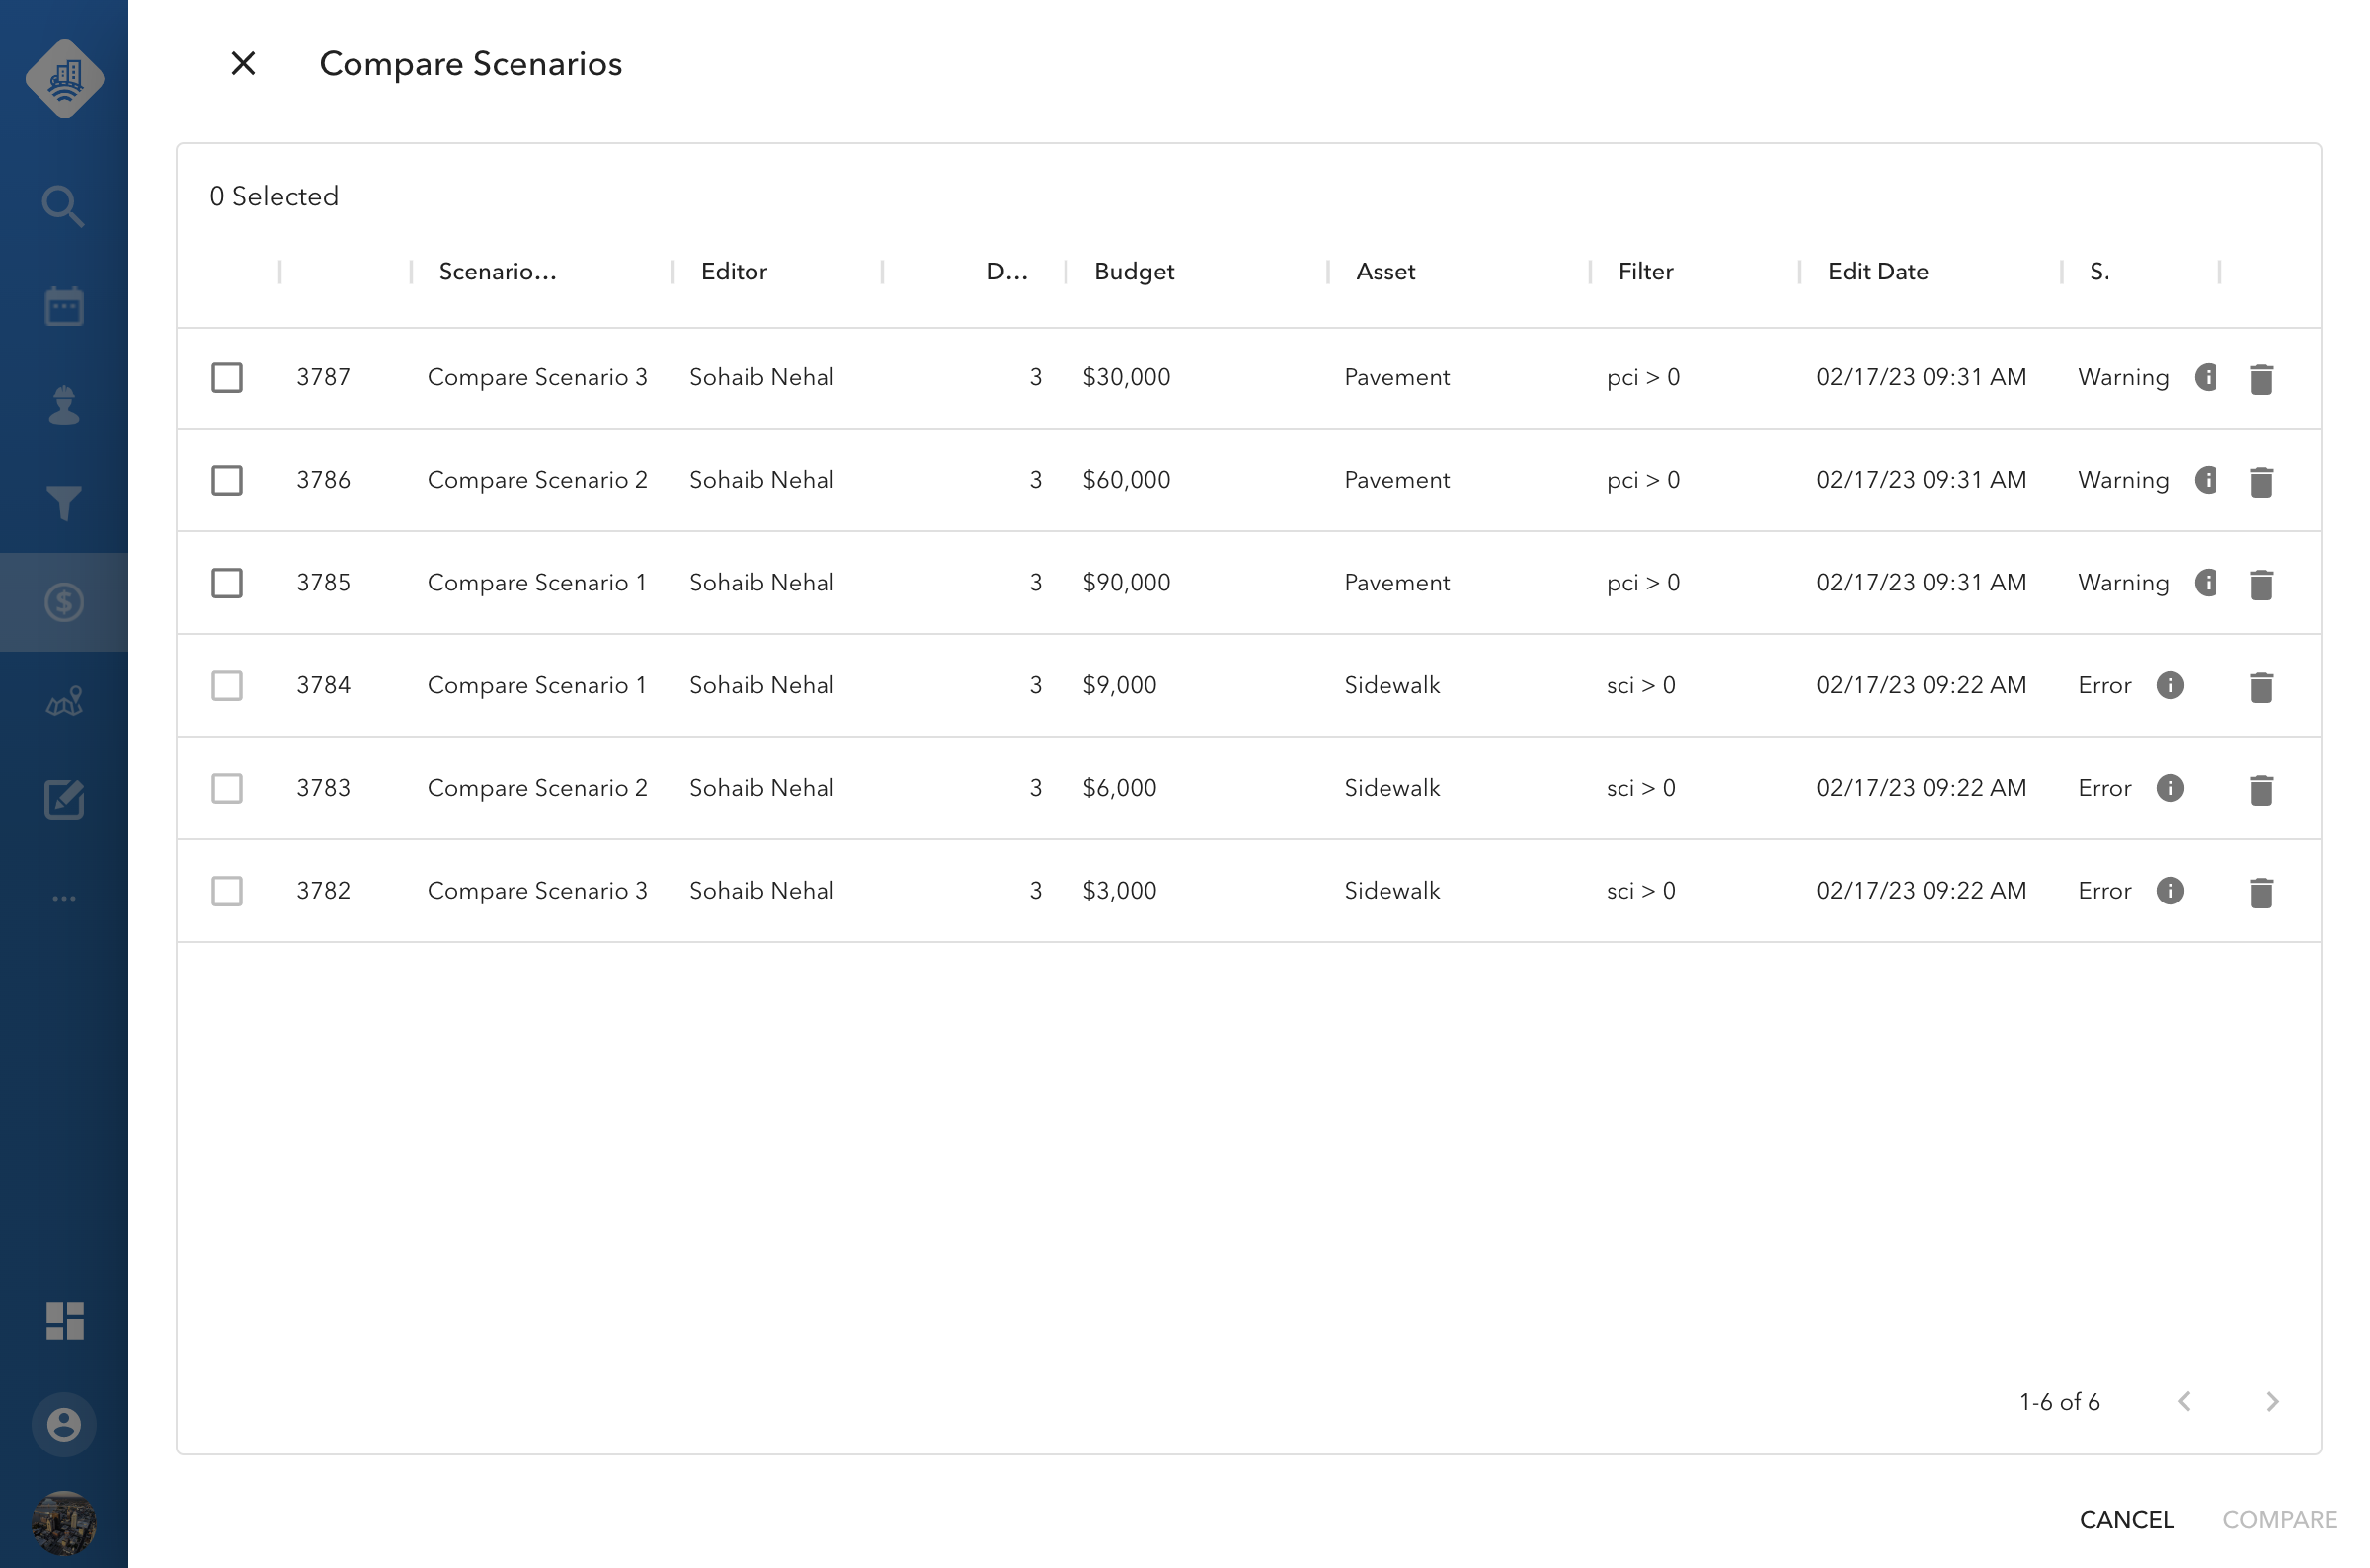 Compare Scenarios
0 Selected
Scenario... Editor D... Budget Asset Filter Edit Date S.
3787 Compare Scenario 3 Sohaib Nehal 3 $30,000 Pavement pci > 0 02/17/23 09:31 AM Warning
3786 Compare Scenario 2 Sohaib Nehal 3 $60,000 Pavement pci > 0 02/17/23 09:31 AM Warning
3785 Compare Scenario 1 Sohaib Nehal 3 $90,000 Pavement pci > 0 02/17/23 09:31 AM Warning
3784 Compare Scenario 1 Sohaib Nehal 3 $9,000 Sidewalk sci > 0 02/17/23 09:22 AM Error
3783 Compare Scenario 2 Sohaib Nehal 3 $6,000 Sidewalk sci > 0 02/17/23 09:22 AM Error
3782 Compare Scenario 3 Sohaib Nehal 3 $3,000 Sidewalk sci > 0 02/17/23 09:22 AM Error
1-6 of 6
CANCEL COMPARE